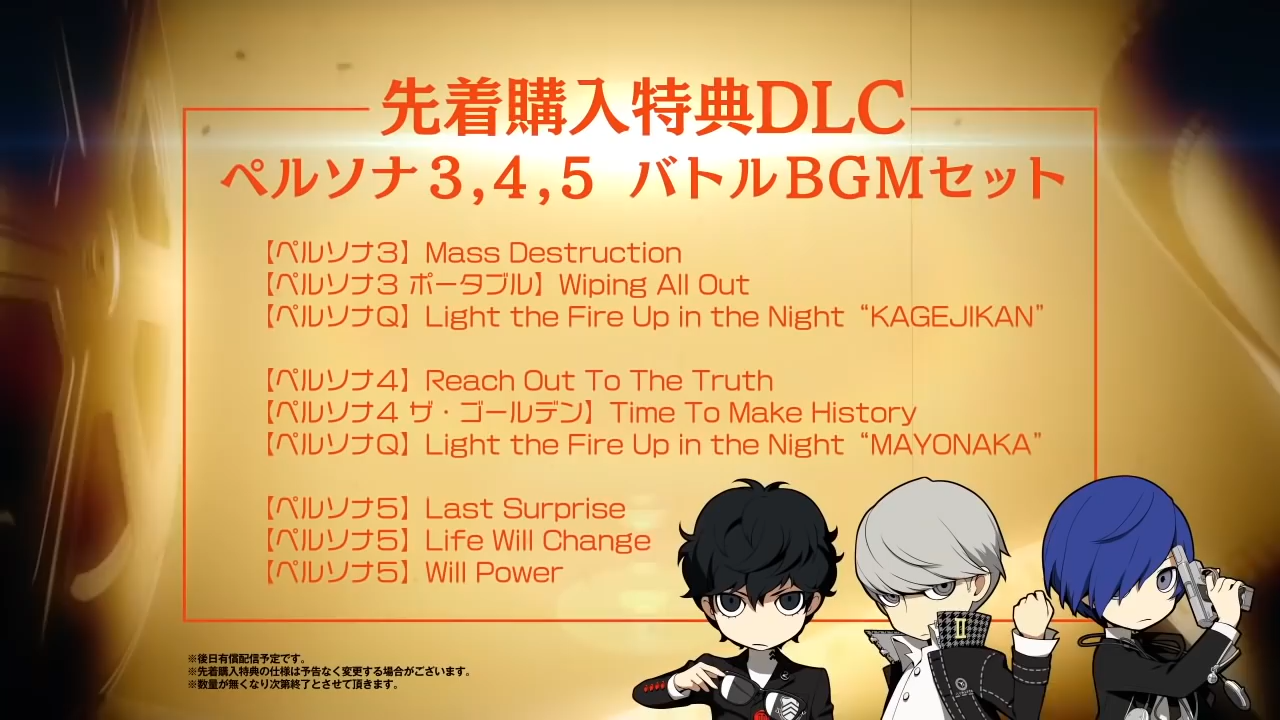 先着購入特典DLC
ペルソナ3,4,5 バトルBGMセット
【ペルソナ3】Mass Destruction
【ペルソナ3 ポータブル】Wiping All Out
【ペルソナQ】Light the Fire Up in the Night “KAGEJIKAN”
【ペルソナ4】Reach Out To The Truth
【ペルソナ4 ザ・ゴールデン】Time To Make History
【ペルソナQ】Light the Fire Up in the Night “MAYONAKA”
【ペルソナ5】Last Surprise
【ペルソナ5】Life Will Change
【ペルソナ5】Will Power
※後日有償配信予定です。
※先着購入特典の仕様は予告なく変更する場合がございます。
※数量が無くなり次第終了とさせて頂きます。